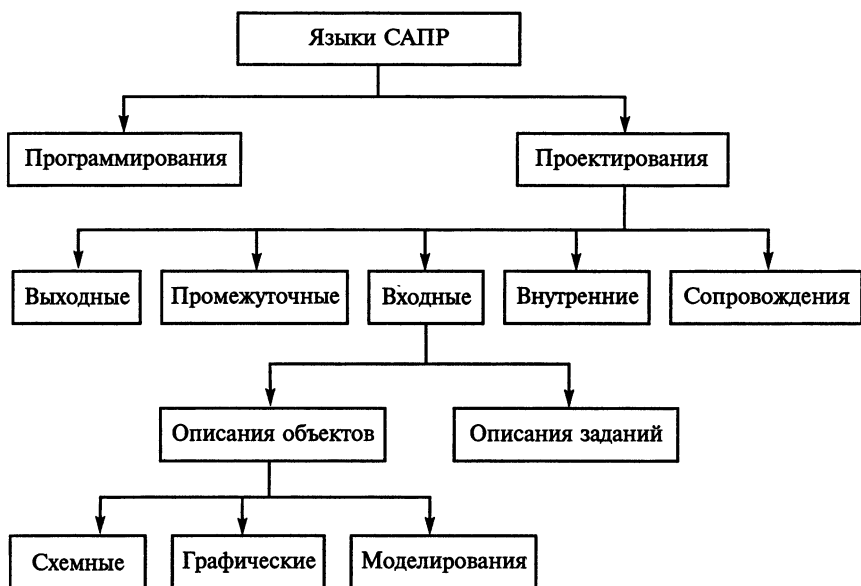 Языки САПР
Программирования
Проектирования
Выходные
Промежуточные
Входные
Внутренние
Сопровождения
Описания объектов
Описания заданий
Схемные
Графические
Моделирования